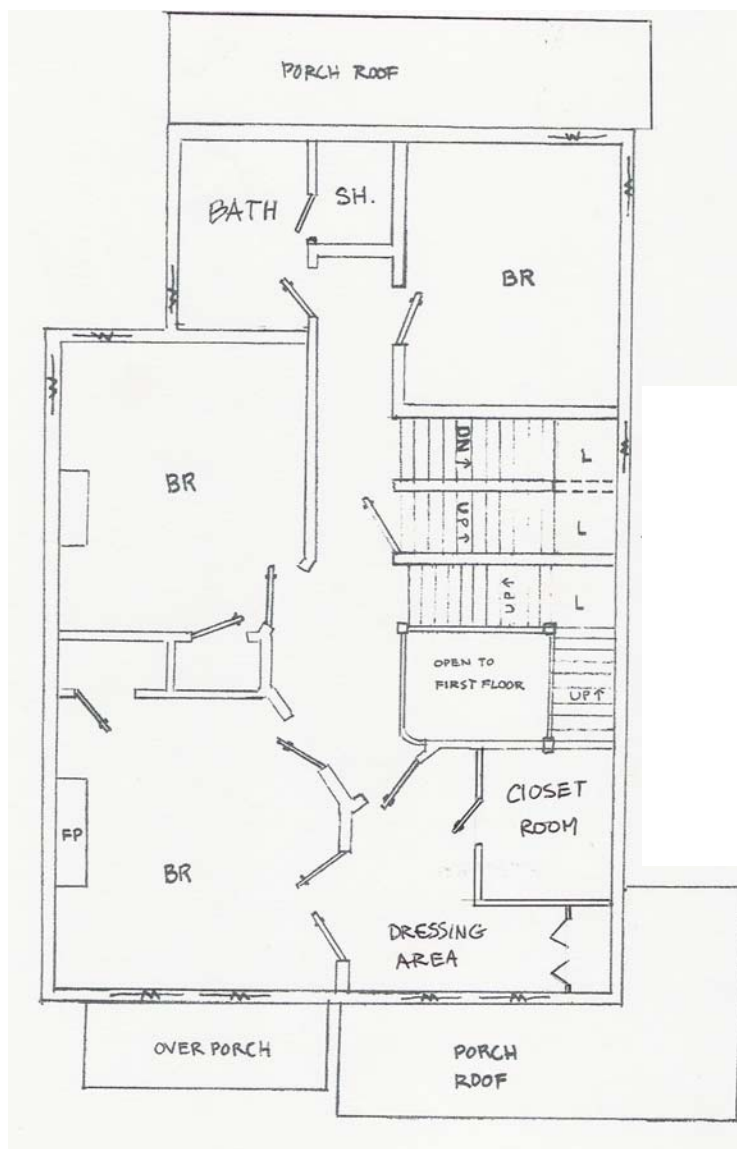 PORCH ROOF
W
BATH
SH.
W
BR
W
W
W
BR
DN
L
W
UP
L
UP
L
OPEN TO
FIRST FLOOR
UP
CLOSET
ROOM
FP
BR
DRESSING
AREA
W
W
W
W
OVER PORCH
PORCH
ROOF